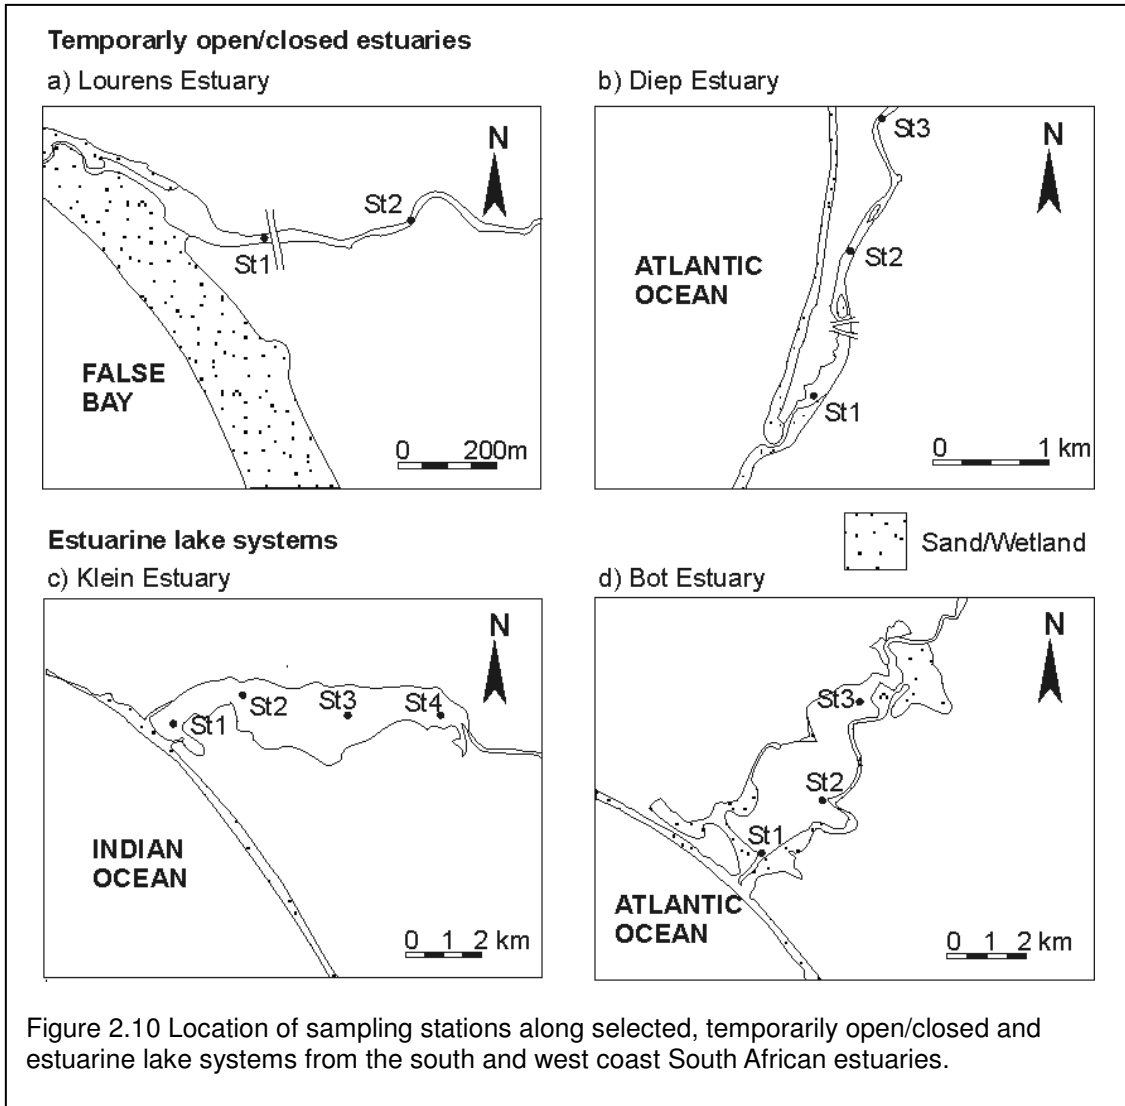 Temporarly open/closed estuaries
a) Lourens Estuary
N
St2
St1
FALSE
BAY
0 200m
b) Diep Estuary
St3
N
St2
ATLANTIC
OCEAN
St1
0 1 km
Estuarine lake systems
Sand/Wetland
c) Klein Estuary
N
St2 St3 St4
St1
INDIAN
OCEAN
0 1 2 km
d) Bot Estuary
N
St3
St2
St1
ATLANTIC
OCEAN
0 1 2 km
Figure 2.10 Location of sampling stations along selected, temporarily open/closed and
estuarine lake systems from the south and west coast South African estuaries.